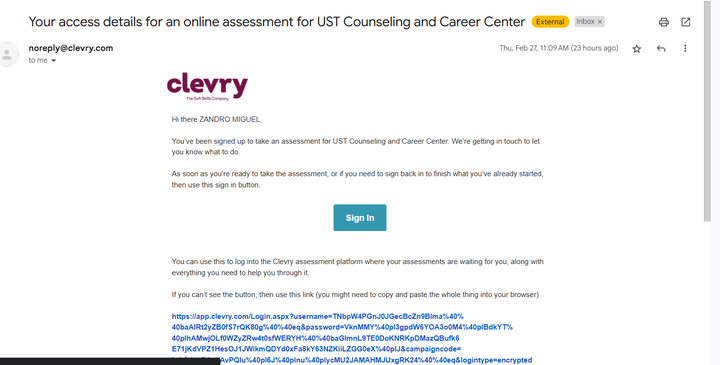 Your access details for an online assessment for UST Counseling and Career Center External Inbox ×
noreply@clevry.com Thu, Feb 27, 11:09 AM (23 hours ago)
to me
clevry
The Soft Skills Company
Hi there ZANDRO MIGUEL,
You've been signed up to take an assessment for UST Counseling and Career Center. We're getting in touch to let
you know what to do.
As soon as you're ready to take the assessment, or if you need to sign back in to finish what you've already started,
then use this sign in button.
Sign In
You can use this to log into the Clevry assessment platform where your assessments are waiting for you, along with
everything you need to help you through it.
If you can't see the button, then use this link (you might need to copy and paste the whole thing into your browser)
https://app.clevry.com/Login.aspx?username=TNbpW4PGnJ0JGecBcZn9Blma%40%
40baAlRt2yZB0fS7rQK80g%40%40eq&password=VknMMY%40pl3gpdW6YOA3o0M4%40plBdkYT%
40plhAMwjOLf0WZyZRw4t0sfWERYH%40%40baGlmnL9TE0DoKNRKpDMazQBufk6
E71jKdVPZ1HesOJ1JWikmQDYd0xFa8kY63NZKiiLZGG0eX%40plJ&campaigncode=
AvPQlu%40pl6J%40plnu%40plycMU2JAMAHMJUxgRK24%40%40eq&logintype=encrypted